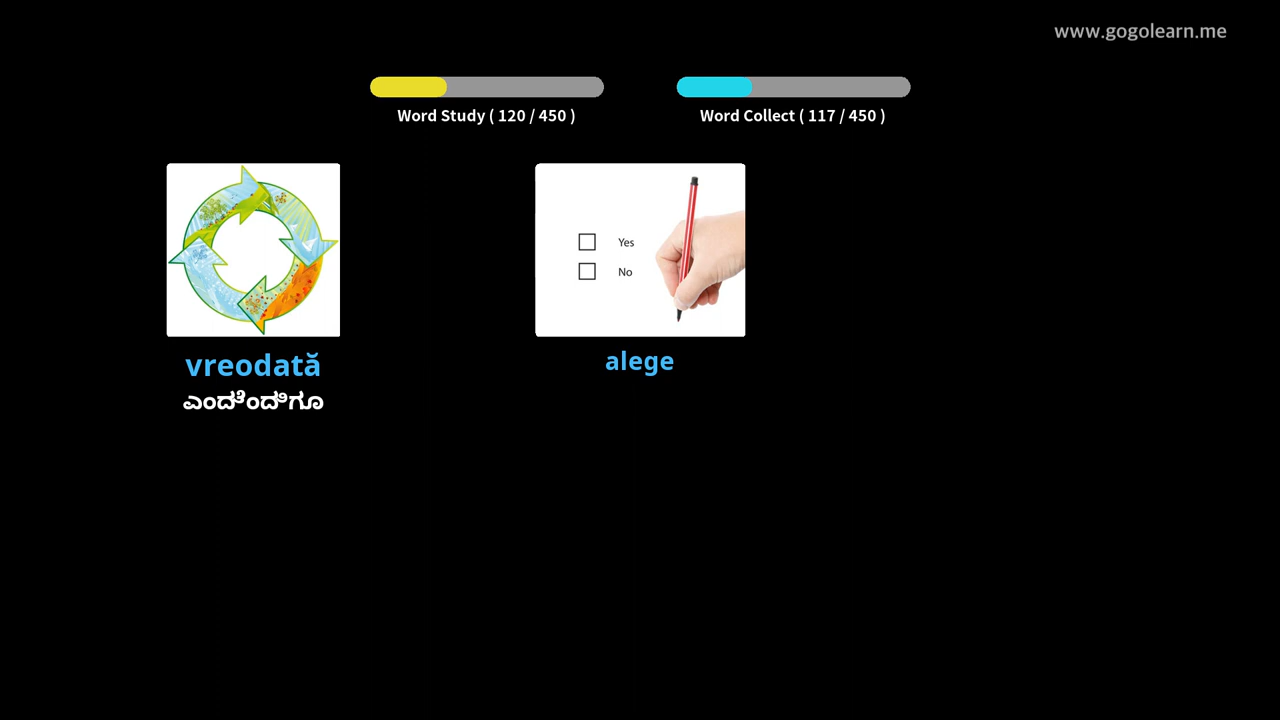 www.gogolearn.me
Word Study ( 120 / 450 )
Word Collect ( 117 / 450 )
Yes
No
vreodată
alege
ಎಂದೆಂದಿಗೂ